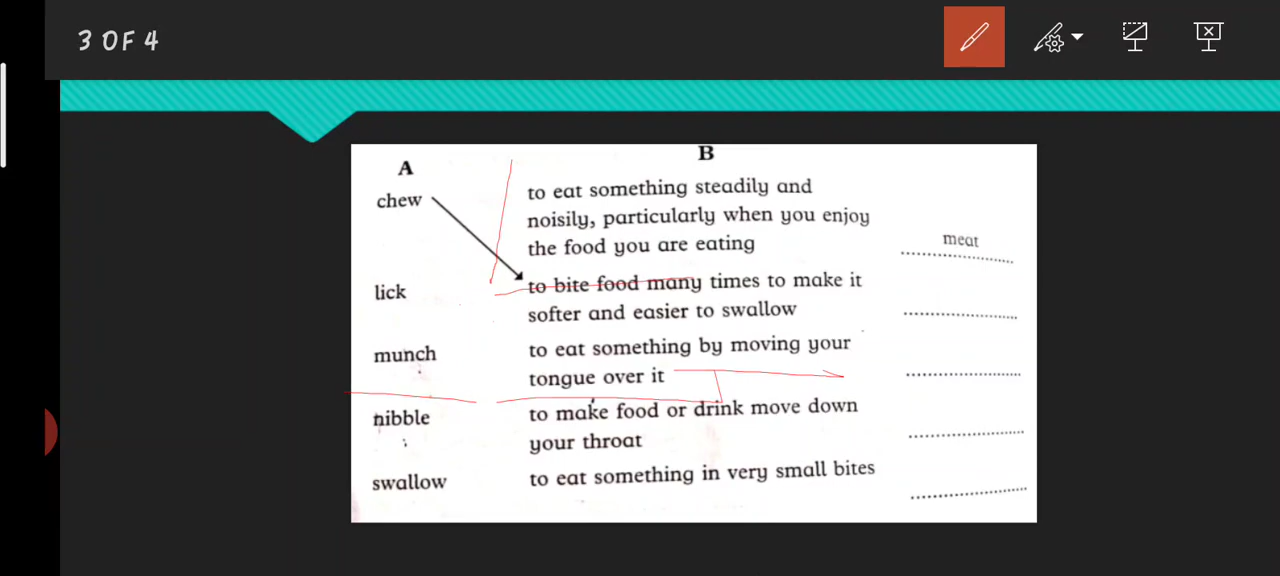 3 OF 4
A
B
chew
to eat something steadily and
noisily, particularly when you enjoy
the food you are eating
meat
lick
to bite food many times to make it
softer and easier to swallow
munch
to eat something by moving your
tongue over it
nibble
to make food or drink move down
your throat
swallow
to eat something in very small bites